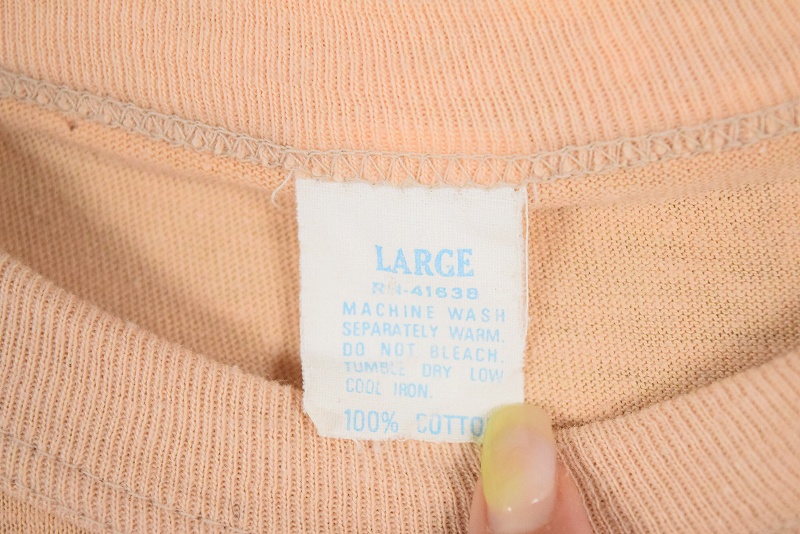 LARGE
RN-41638
MACHINE WASH
SEPARATELY WARM.
DO NOT BLEACH.
TUMBLE DRY LOW
COOL IRON.
100% COTTO